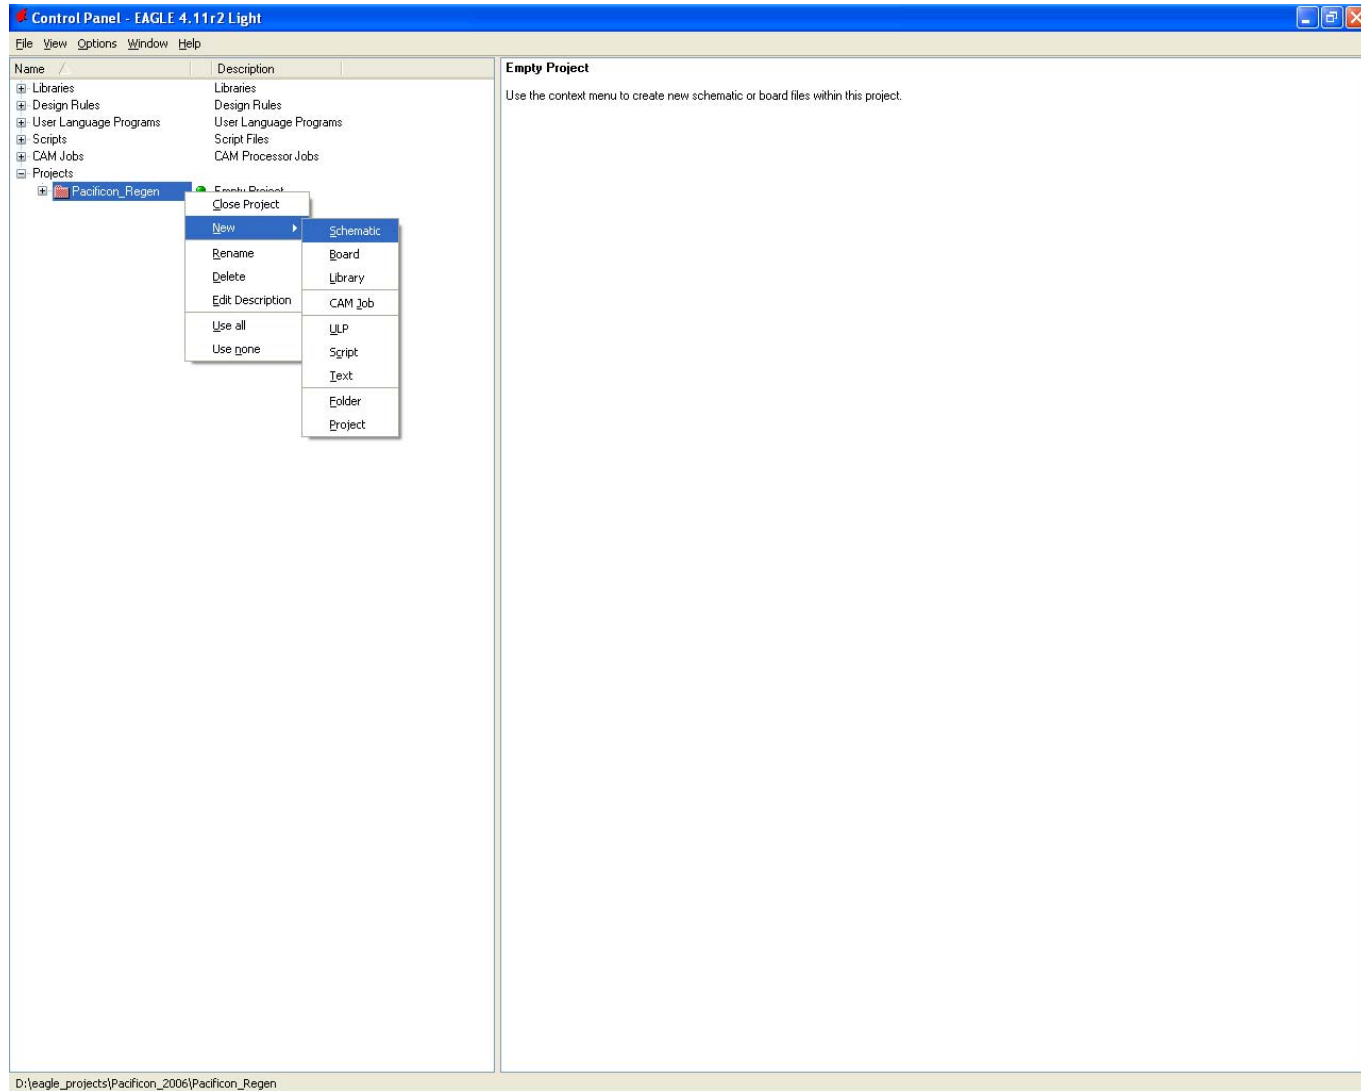 Control Panel - EAGLE 4.11r2 Light
File View Options Window Help
Name Description
Libraries Libraries
Design Rules Design Rules
User Language Programs User Language Programs
Scripts Script Files
CAM Jobs CAM Processor Jobs
Projects
Pacificon_Regen Empty Project
Close Project
New
Rename
Delete
Edit Description
Use all
Use none
Schematic
Board
Library
CAM Job
ULP
Script
Text
Folder
Project
Empty Project
Use the context menu to create new schematic or board files within this project.
D:\eagle_projects\Pacificon_2006\Pacificon_Regen